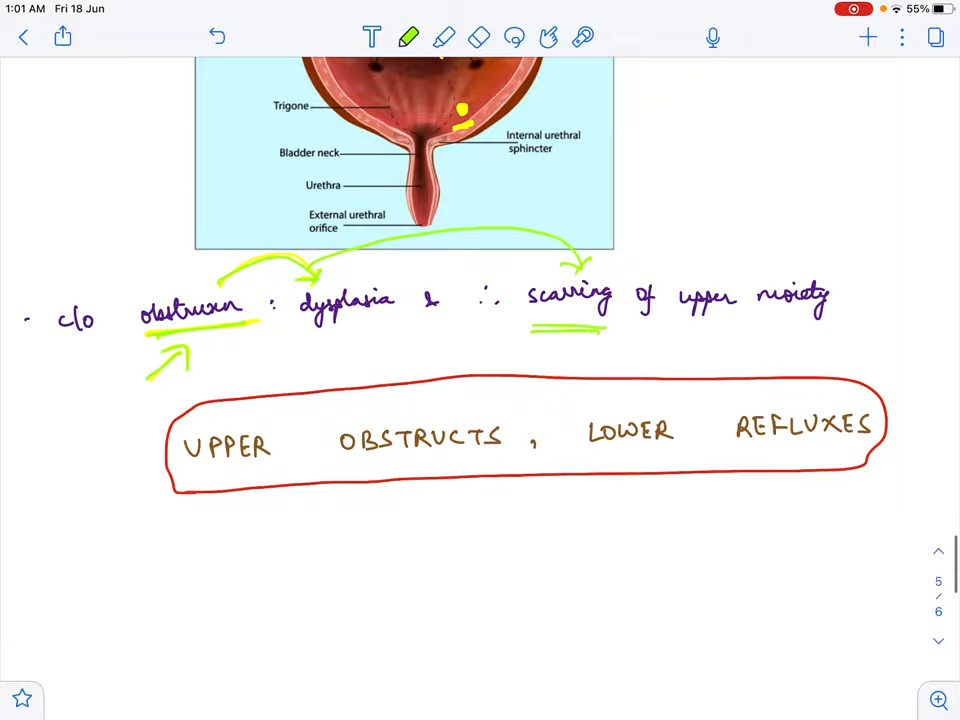 1:01 AM Fri 18 Jun
55%
Trigone
Internal urethral
sphincter
Bladder neck
Urethra
External urethral
orifice
c/o obstruxn : dysplasia & ∴ scarring of upper moiety
UPPER OBSTRUCTS , LOWER REFLUXES
5
/
6